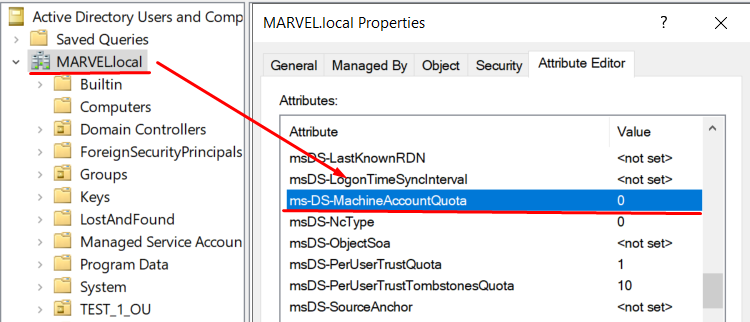 Active Directory Users and Comp
Saved Queries
MARVEL.local
Builtin
Computers
Domain Controllers
ForeignSecurityPrincipals
Groups
Keys
LostAndFound
Managed Service Accoun
Program Data
System
TEST_1_OU
MARVEL.local Properties
General Managed By Object Security Attribute Editor
Attributes:
Attribute Value
msDS-LastKnownRDN <not set>
msDS-LogonTimeSyncInterval <not set>
ms-DS-MachineAccountQuota 0
msDS-NcType 0
msDS-ObjectSoa <not set>
msDS-PerUserTrustQuota 1
msDS-PerUserTrustTombstonesQuota 10
msDS-SourceAnchor <not set>